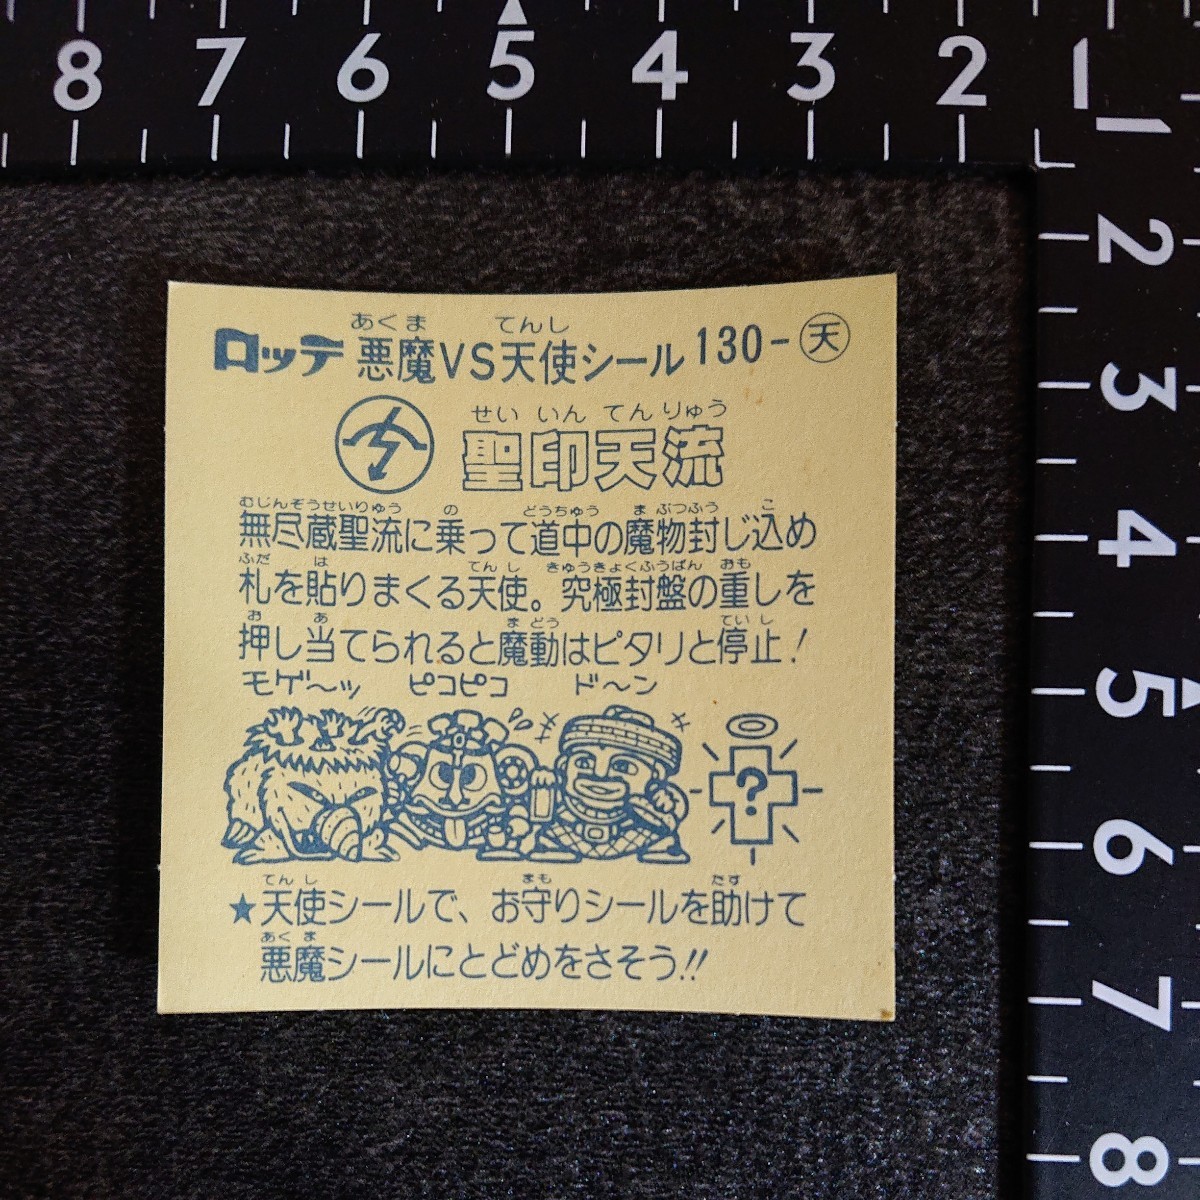 8 7 6 5 4 3 2 1
1
2
3
4
5
6
7
8
あくま てんし
ロッテ 悪魔VS天使シール 130-天
せい いん てん りゅう
聖印天流
むじんぞうせいりゅう の どうちゅう ま ぶつふう こ
無尽蔵聖流に乗って道中の魔物封じ込め
ふだ は てんし きゅうきょくふうばん おも
札を貼りまくる天使。究極封盤の重しを
お あ ま どう ていし
押し当てられると魔動はピタリと停止!
モゲ〜ッ ピコピコ ド〜ン
?
てんし まも たす
★天使シールで、お守りシールを助けて
あくま
悪魔シールにとどめをさそう!!